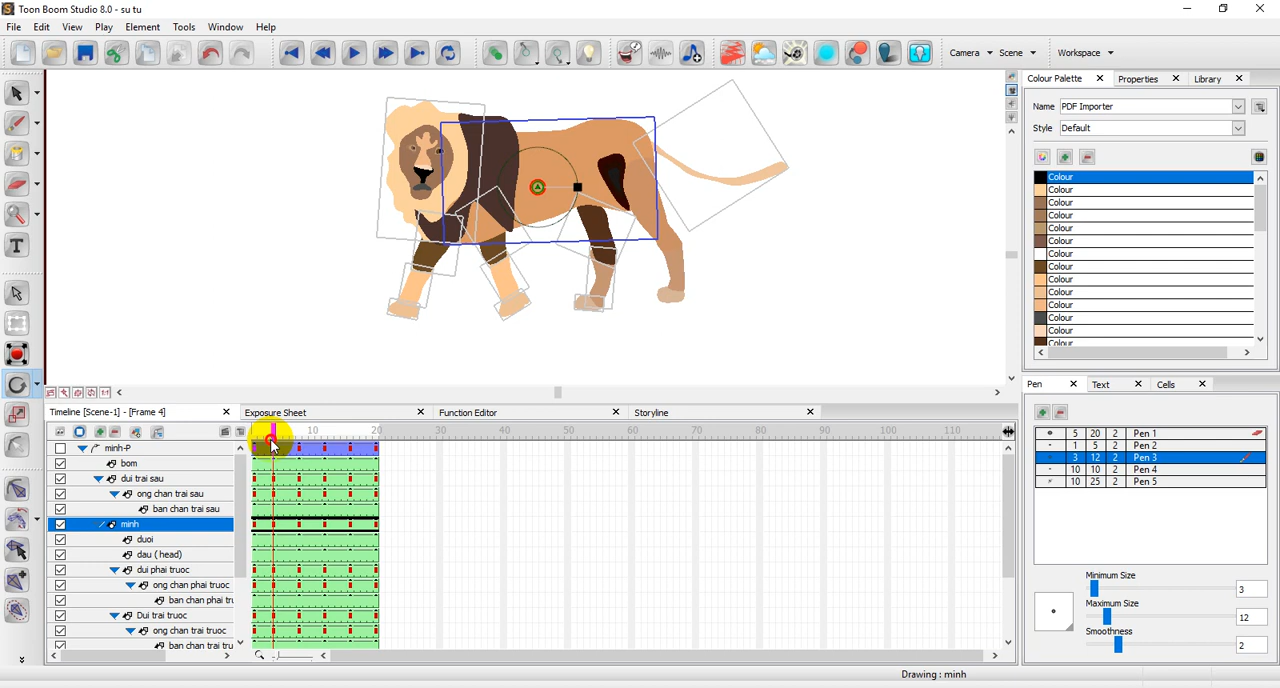 Toon Boom Studio 8.0 - su tu
File Edit View Play Element Tools Window Help
Camera Scene Workspace
Colour Palette Properties Library
Name PDF Importer
Style Default
Colour
Colour
Colour
Colour
Colour
Colour
Colour
Colour
Colour
Colour
Colour
Colour
Colour
Colour
Pen Text Cells
5 20 2 Pen 1
1 5 2 Pen 2
3 12 2 Pen 3
10 10 2 Pen 4
10 25 2 Pen 5
Minimum Size
3
Maximum Size
12
Smoothness
2
Timeline [Scene-1] - [Frame 4] Exposure Sheet Function Editor Storyline
10 20 30 40 50 60 70 80 90 100 110
minh-P
bom
dui trai sau
ong chan trai sau
ban chan trai sau
minh
duoi
dau ( head)
dui phai truoc
ong chan phai truoc
ban chan phai tru
Dui trai truoc
ong chan trai truoc
ban chan trai tru
Drawing : minh